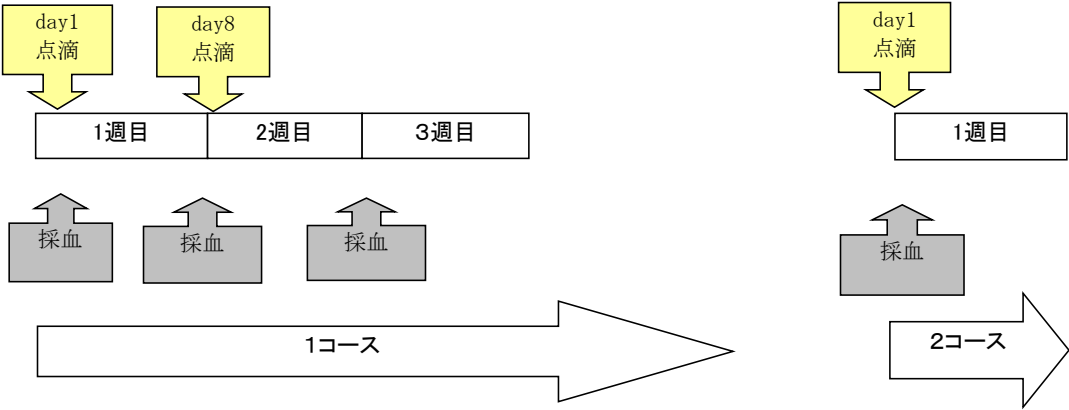 day1
点滴
day8
点滴
day1
点滴
1週目
2週目
3週目
1週目
採血
採血
採血
採血
1コース
2コース